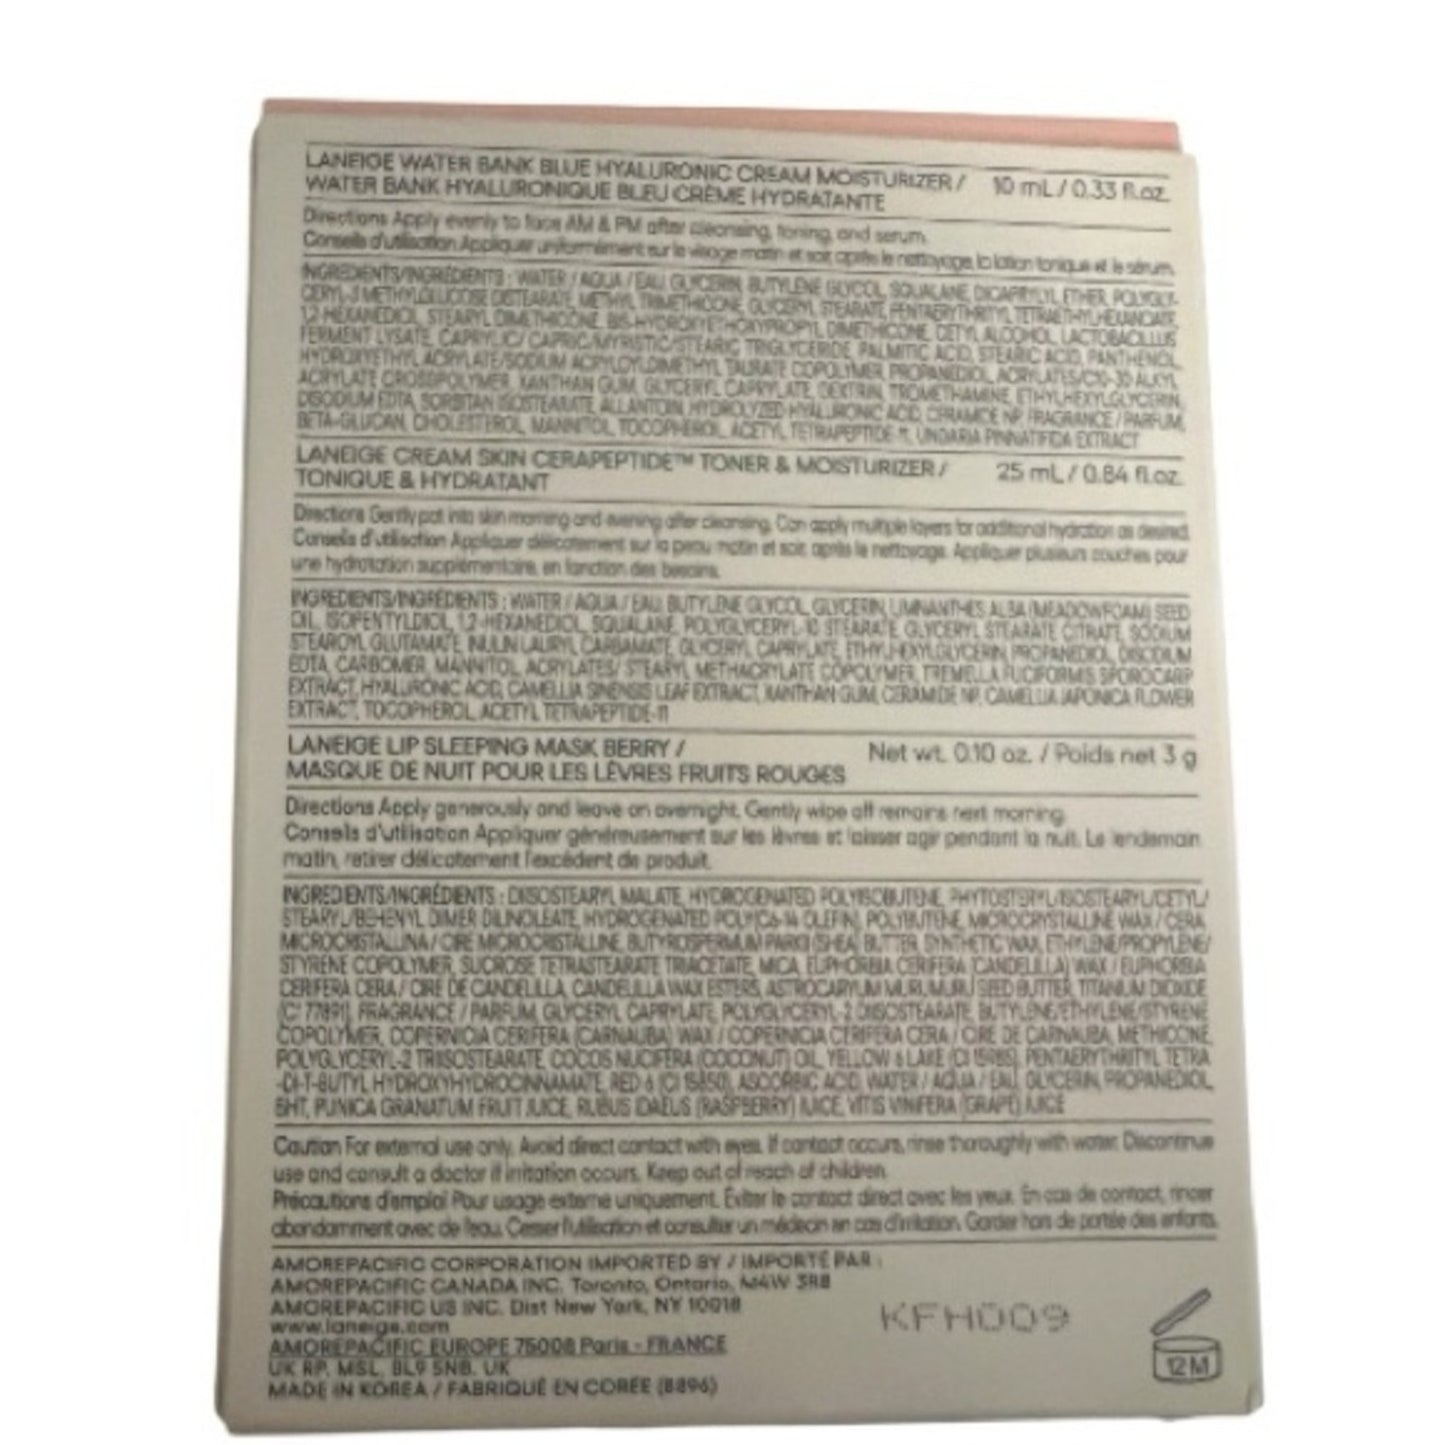 LANEIGE WATER BANK BLUE HYALURONIC CREAM MOISTURIZER / 10 mL / 0.33 fl.oz.
WATER BANK HYALURONIQUE BLEU CRÈME HYDRATANTE
Directions Apply evenly to face AM & PM after cleansing, toning, and serum.
Conseils d'utilisation Appliquer uniformément sur le visage matin et soir, après le nettoyage, la lotion tonique et le sérum.
INGREDIENTS/INGRÉDIENTS : WATER / AQUA / EAU, GLYCERIN, BUTYLENE GLYCOL, SQUALANE, DICAPRYLYL ETHER, POLYGLY-
CERYL-3 METHYLGLUCOSE DISTEARATE, METHYL TRIMETHICONE, GLYCERYL STEARATE, PENTAERYTHRITYL TETRAETHYLHEXANOATE,
1,2-HEXANEDIOL, STEARYL DIMETHICONE, BIS-HYDROXYETHOXYPROPYL DIMETHICONE, CETYL ALCOHOL, LACTOBACILLUS
FERMENT LYSATE, CAPRYLIC/ CAPRIC/MYRISTIC/STEARIC TRIGLYCERIDE, PALMITIC ACID, STEARIC ACID, PANTHENOL,
HYDROXYETHYL ACRYLATE/SODIUM ACRYLOYLDIMETHYL TAURATE COPOLYMER, PROPANEDIOL, ACRYLATES/C10-30 ALKYL
ACRYLATE CROSSPOLYMER, XANTHAN GUM, GLYCERYL CAPRYLATE, DEXTRIN, TROMETHAMINE, ETHYLHEXYLGLYCERIN,
DISODIUM EDTA, SORBITAN ISOSTEARATE, ALLANTOIN, HYDROLYZED HYALURONIC ACID, CERAMIDE NP, FRAGRANCE / PARFUM,
BETA-GLUCAN, CHOLESTEROL, MANNITOL, TOCOPHEROL, ACETYL TETRAPEPTIDE-11, UNDARIA PINNATIFIDA EXTRACT
LANEIGE CREAM SKIN CERAPEPTIDE™ TONER & MOISTURIZER / 25 mL / 0.84 fl.oz.
TONIQUE & HYDRATANT
Directions Gently pat into skin morning and evening after cleansing. Can apply multiple layers for additional hydration as desired.
Conseils d'utilisation Appliquer délicatement sur la peau matin et soir, après le nettoyage. Appliquer plusieurs couches pour
une hydratation supplémentaire, en fonction des besoins.
INGREDIENTS/INGRÉDIENTS : WATER / AQUA / EAU, BUTYLENE GLYCOL, GLYCERIN, LIMNANTHES ALBA (MEADOWFOAM) SEED
OIL, ISOPENTYLDIOL, 1,2-HEXANEDIOL, SQUALANE, POLYGLYCERYL-10 STEARATE, GLYCERYL STEARATE CITRATE, SODIUM
STEAROYL GLUTAMATE, INULIN LAURYL CARBAMATE, GLYCERYL CAPRYLATE, ETHYLHEXYLGLYCERIN, PROPANEDIOL, DISODIUM
EDTA, CARBOMER, MANNITOL, ACRYLATES/ STEARYL METHACRYLATE COPOLYMER, TREMELLA FUCIFORMIS SPOROCARP
EXTRACT, HYALURONIC ACID, CAMELLIA SINENSIS LEAF EXTRACT, XANTHAN GUM, CERAMIDE NP, CAMELLIA JAPONICA FLOWER
EXTRACT, TOCOPHEROL, ACETYL TETRAPEPTIDE-11
LANEIGE LIP SLEEPING MASK BERRY / Net wt. 0.10 oz. / Poids net 3 g
MASQUE DE NUIT POUR LES LÈVRES FRUITS ROUGES
Directions Apply generously and leave on overnight. Gently wipe off remains next morning.
Conseils d'utilisation Appliquer généreusement sur les lèvres et laisser agir pendant la nuit. Le lendemain
matin, retirer délicatement l'excédent de produit.
INGREDIENTS/INGRÉDIENTS : DIISOSTEARYL MALATE, HYDROGENATED POLYISOBUTENE, PHYTOSTERYL/ISOSTEARYL/CETYL/
STEARYL/BEHENYL DIMER DILINOLEATE, HYDROGENATED POLY(C6-14 OLEFIN), POLYBUTENE, MICROCRYSTALLINE WAX / CERA
MICROCRISTALLINA / CIRE MICROCRISTALLINE, BUTYROSPERMUM PARKII (SHEA) BUTTER, SYNTHETIC WAX, ETHYLENE/PROPYLENE/
STYRENE COPOLYMER, SUCROSE TETRASTEARATE TRIACETATE, MICA, EUPHORBIA CERIFERA (CANDELILLA) WAX / EUPHORBIA
CERIFERA CERA / CIRE DE CANDELILLA, CANDELILLA WAX ESTERS, ASTROCARYUM MURUMURU SEED BUTTER, TITANIUM DIOXIDE
(CI 77891), FRAGRANCE / PARFUM, GLYCERYL CAPRYLATE, POLYGLYCERYL-2 DIISOSTEARATE, BUTYLENE/ETHYLENE/STYRENE
COPOLYMER, COPERNICIA CERIFERA (CARNAUBA) WAX / COPERNICIA CERIFERA CERA / CIRE DE CARNAUBA, METHICONE,
POLYGLYCERYL-2 TRIISOSTEARATE, COCOS NUCIFERA (COCONUT) OIL, YELLOW 6 LAKE (CI 15985), PENTAERYTHRITYL TETRA
-DI-T-BUTYL HYDROXYHYDROCINNAMATE, RED 6 (CI 15850), ASCORBIC ACID, WATER / AQUA / EAU, GLYCERIN, PROPANEDIOL,
BHT, PUNICA GRANATUM FRUIT JUICE, RUBUS IDAEUS (RASPBERRY) JUICE, VITIS VINIFERA (GRAPE) JUICE
Caution For external use only. Avoid direct contact with eyes. If contact occurs, rinse thoroughly with water. Discontinue
use and consult a doctor if irritation occurs. Keep out of reach of children.
Précautions d'emploi Pour usage externe uniquement. Éviter le contact direct avec les yeux. En cas de contact, rincer
abondamment avec de l'eau. Cesser l'utilisation et consulter un médecin en cas d'irritation. Garder hors de portée des enfants.
AMOREPACIFIC CORPORATION IMPORTED BY / IMPORTÉ PAR :
AMOREPACIFIC CANADA INC. Toronto, Ontario, M4W 3R8
AMOREPACIFIC US INC. Dist New York, NY 10018
www.laneige.com
AMOREPACIFIC EUROPE 75008 Paris - FRANCE
UK RP, MSL, BL9 5NB, UK
MADE IN KOREA / FABRIQUÉ EN CORÉE (8896)
KFH009
12M